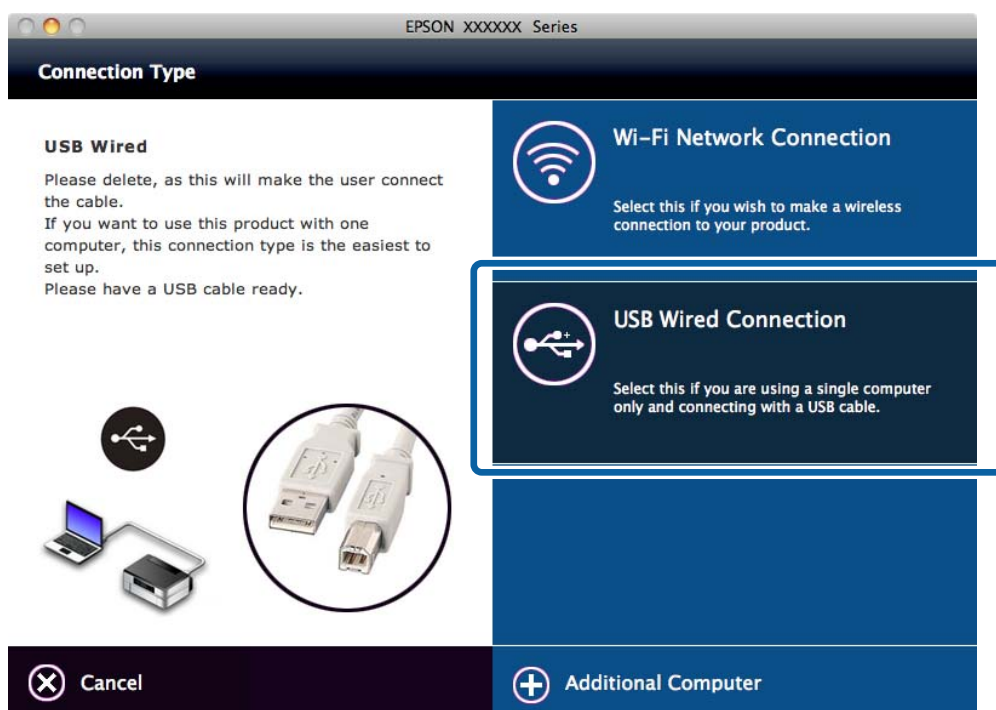 EPSON XXXXXX Series
Connection Type
USB Wired
Please delete, as this will make the user connect
the cable.
If you want to use this product with one
computer, this connection type is the easiest to
set up.
Please have a USB cable ready.
Wi-Fi Network Connection
Select this if you wish to make a wireless
connection to your product.
USB Wired Connection
Select this if you are using a single computer
only and connecting with a USB cable.
Cancel
Additional Computer